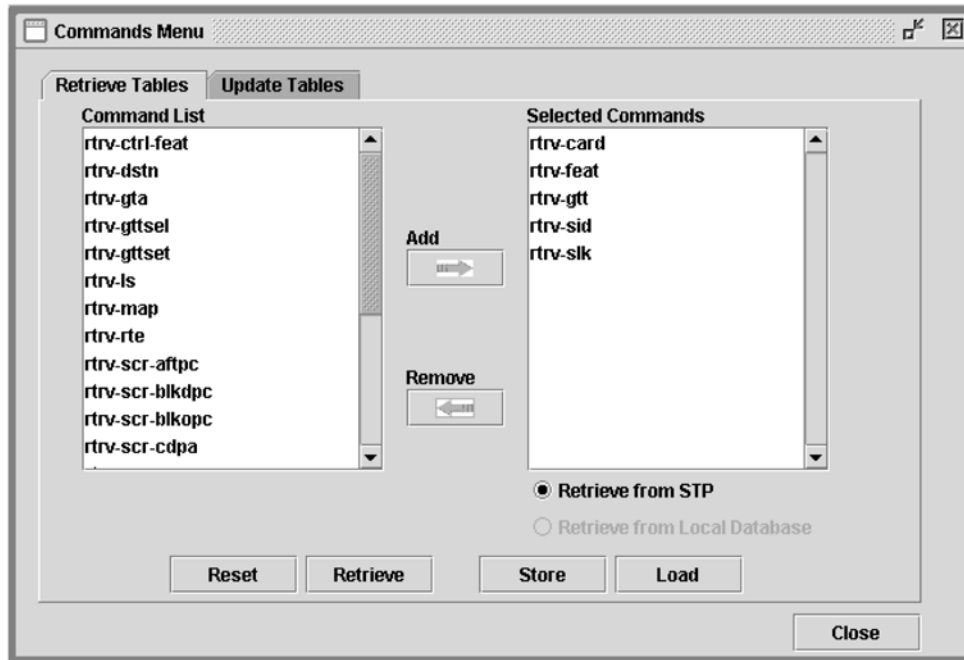 Commands Menu
Retrieve Tables
Update Tables
Command List
rtrv-ctrl-feat
rtrv-dstn
rtrv-gta
rtrv-gttsel
rtrv-gttset
rtrv-ls
rtrv-map
rtrv-rte
rtrv-scr-aftpc
rtrv-scr-blkdpc
rtrv-scr-blkopc
rtrv-scr-cdpa
Add
Remove
Selected Commands
rtrv-card
rtrv-feat
rtrv-gtt
rtrv-sid
rtrv-slk
Retrieve from STP
Retrieve from Local Database
Reset
Retrieve
Store
Load
Close